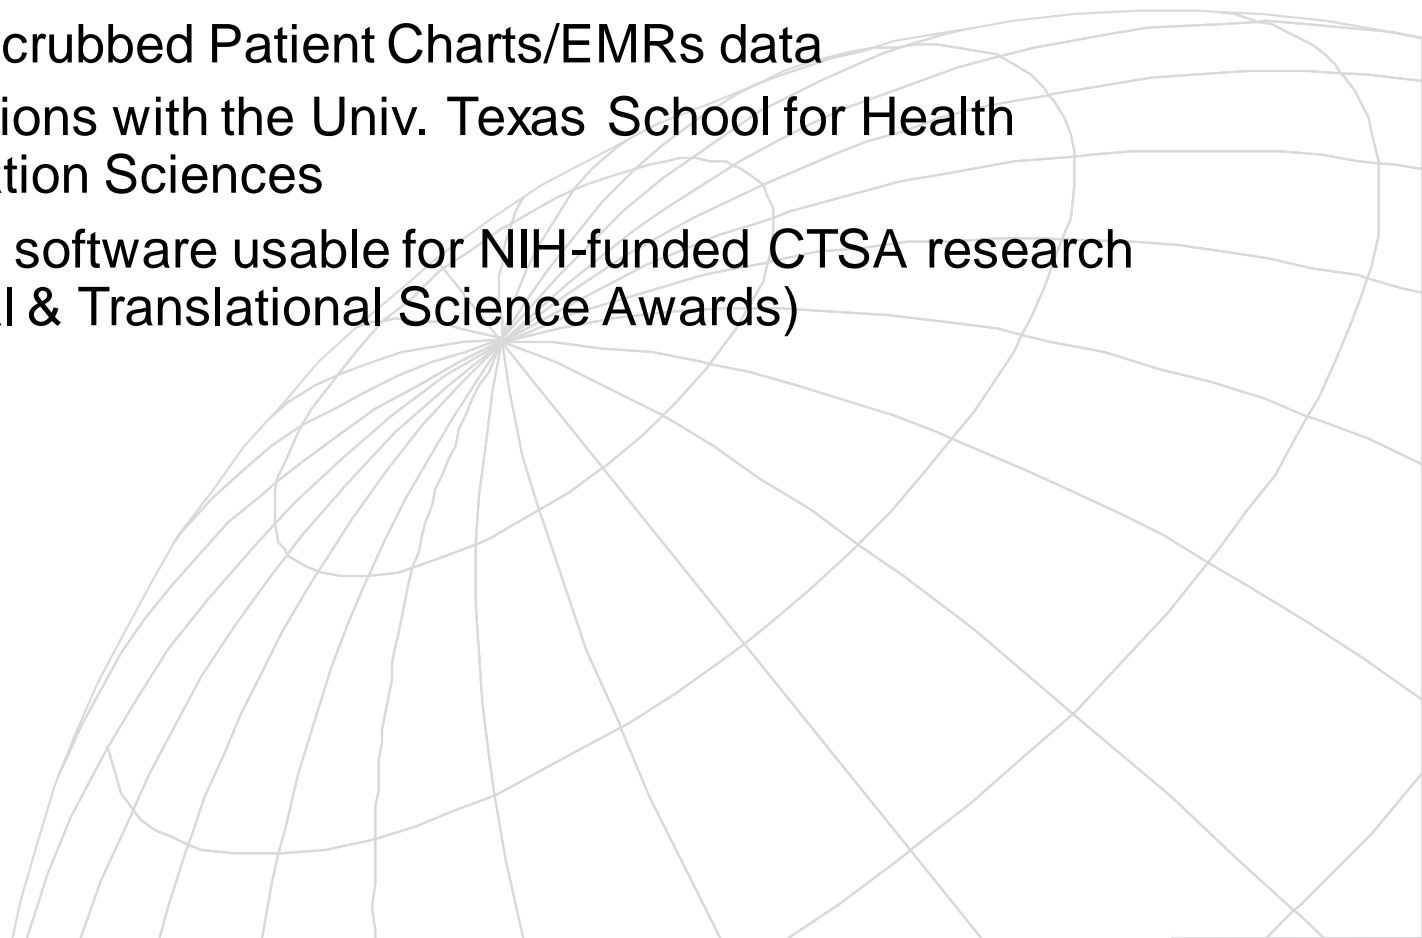 crubbed Patient Charts/EMRs data
ions with the Univ. Texas School for Health
ation Sciences
software usable for NIH-funded CTSA research
l & Translational Science Awards)